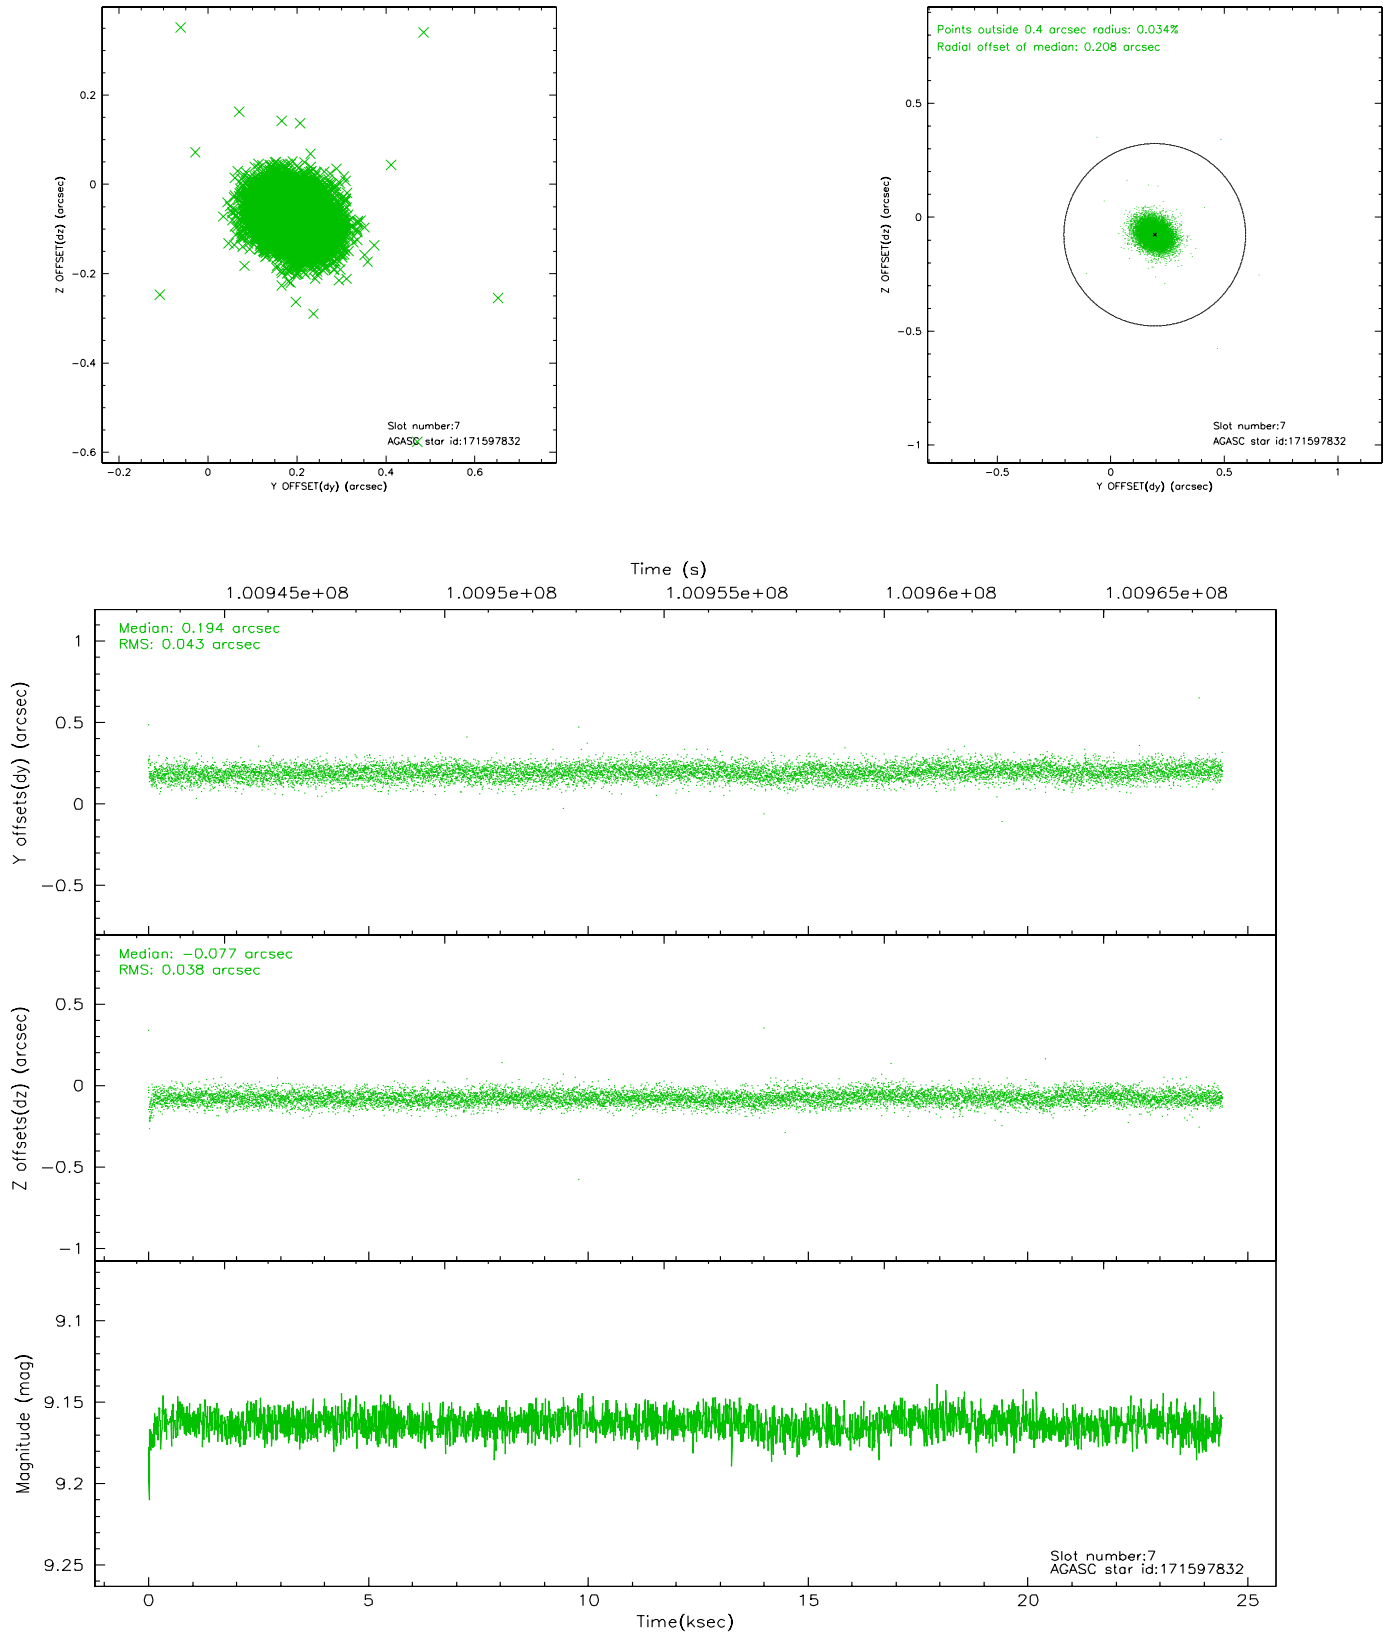 0.2
0
−0.2
−0.4
−0.6
Z OFFSET(dz) (arcsec)
Slot number:7
AGASC star id:171597832
−0.2
0
0.2
0.4
0.6
Y OFFSET(dy) (arcsec)
Points outside 0.4 arcsec radius: 0.034%
Radial offset of median: 0.208 arcsec
0.5
0
−0.5
−1
Z OFFSET(dz) (arcsec)
Slot number:7
AGASC star id:171597832
−0.5
0
0.5
1
Y OFFSET(dy) (arcsec)
Time (s)
1.00945e+08
1.0095e+08
1.00955e+08
1.0096e+08
1.00965e+08
Median: 0.194 arcsec
RMS: 0.043 arcsec
1
0.5
0
−0.5
Y offsets(dy) (arcsec)
Median: −0.077 arcsec
RMS: 0.038 arcsec
0.5
0
−0.5
−1
Z offsets(dz) (arcsec)
9.1
9.15
9.2
9.25
Magnitude (mag)
Slot number:7
AGASC star id:171597832
0
5
10
15
20
25
Time(ksec)